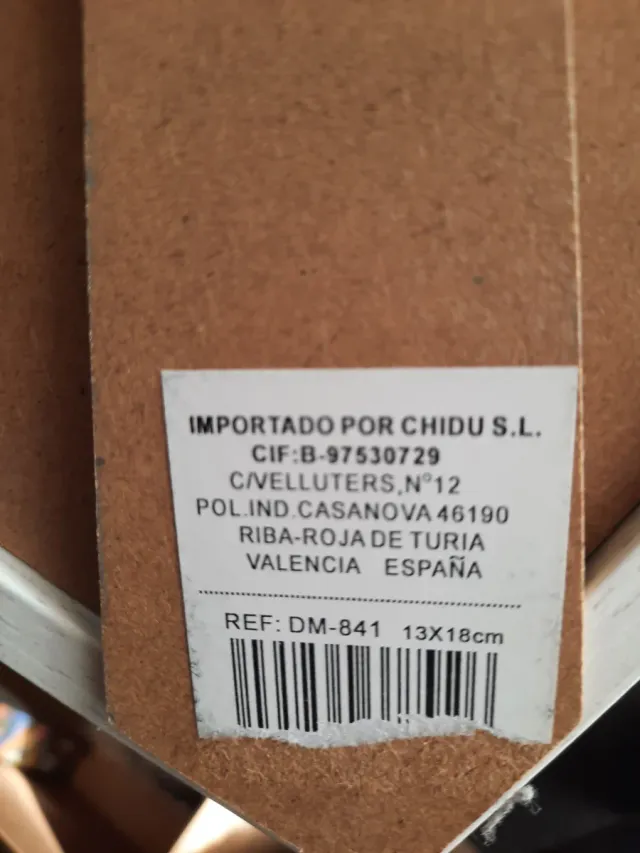 IMPORTADO POR CHIDU S.L.
CIF:B-97530729
C/VELLUTERS,Nº12
POL.IND.CASANOVA 46190
RIBA-ROJA DE TURIA
VALENCIA ESPAÑA
REF: DM-841 13X18cm